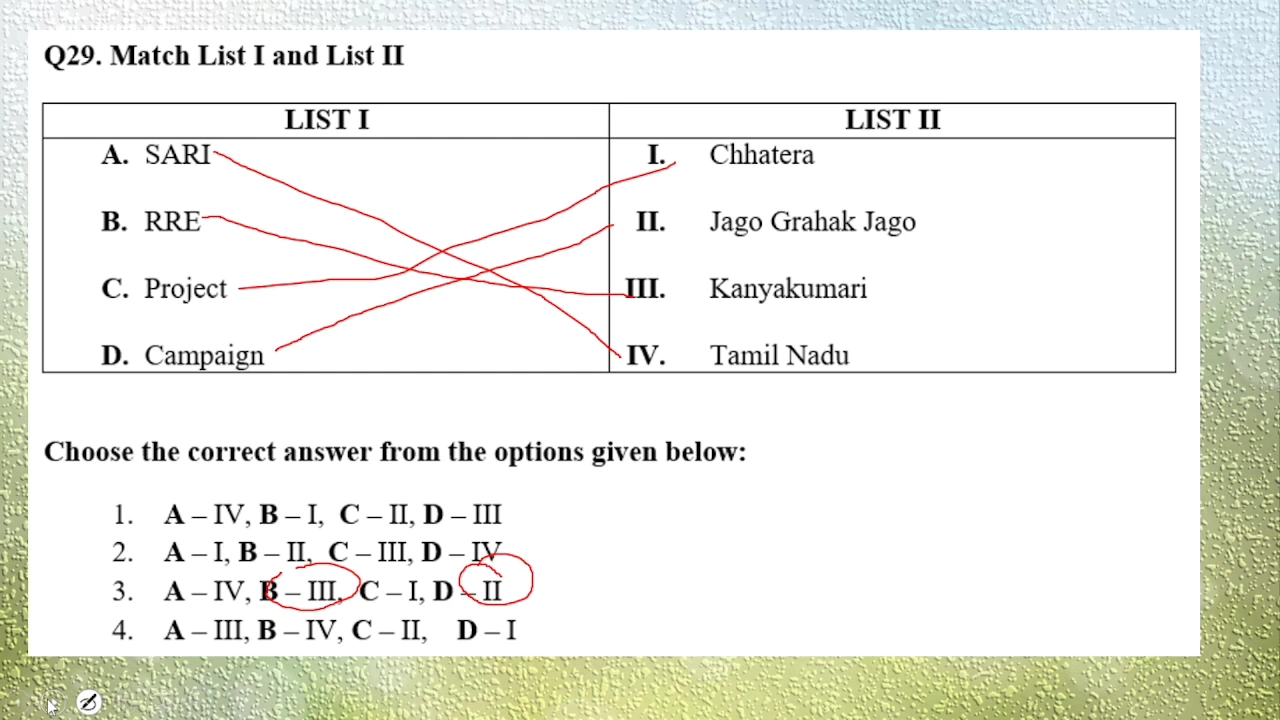 Q29. Match List I and List II
LIST I LIST II
A. SARI I. Chhatera
B. RRE II. Jago Grahak Jago
C. Project III. Kanyakumari
D. Campaign IV. Tamil Nadu
Choose the correct answer from the options given below:
1. A – IV, B – I, C – II, D – III
2. A – I, B – II, C – III, D – IV
3. A – IV, B – III, C – I, D – II
4. A – III, B – IV, C – II, D – I